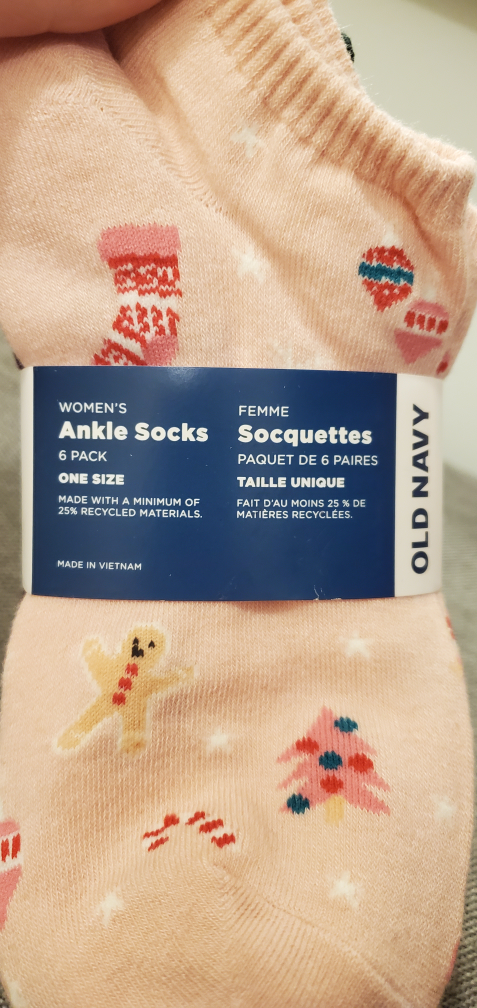 WOMEN'S
Ankle Socks
6 PACK
ONE SIZE
MADE WITH A MINIMUM OF
25% RECYCLED MATERIALS.
MADE IN VIETNAM
FEMME
Socquettes
PAQUET DE 6 PAIRES
TAILLE UNIQUE
FAIT D'AU MOINS 25 % DE
MATIÈRES RECYCLÉES.
OLD NAVY